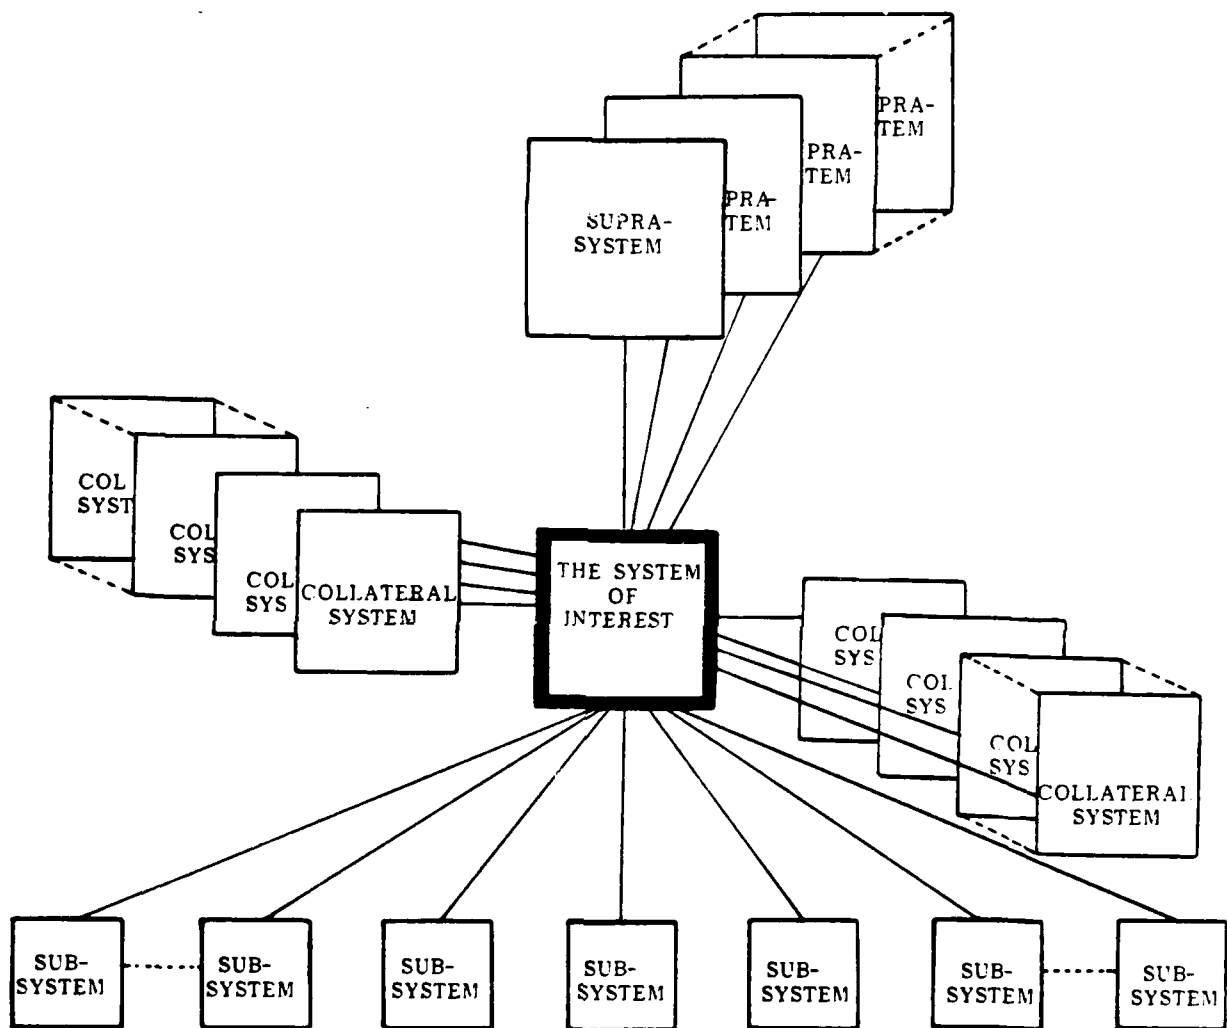 PRA-
TEM
PRA-
TEM
PRA-
TEM
SUPRA-
SYSTEM
COL
SYST
COL
SYS
COL
SYS
COLLATERAL
SYSTEM
THE SYSTEM
OF
INTEREST
COL
SYS
COL
SYS
COL
SYS
COLLATERAL
SYSTEM
SUB-
SYSTEM
SUB-
SYSTEM
SUB-
SYSTEM
SUB-
SYSTEM
SUB-
SYSTEM
SUB-
SYSTEM
SUB-
SYSTEM